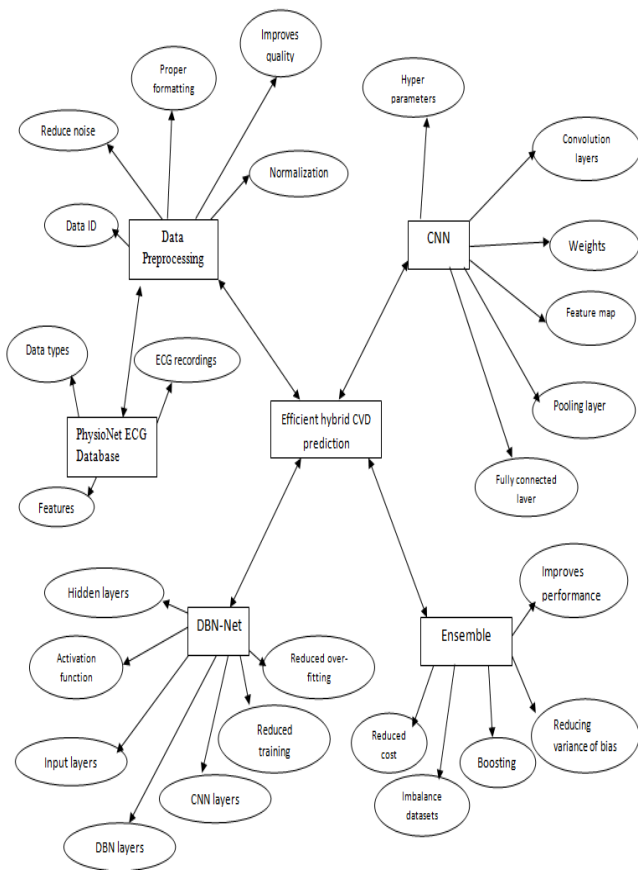 Improves
quality
Proper
formatting
Hyper
parameters
Reduce noise
Convolution
layers
Normalization
Data ID
Data
Preprocessing
CNN
Weights
Feature map
Data types
ECG recordings
Efficient hybrid CVD
prediction
Pooling layer
PhysioNet ECG
Database
Fully connected
laver
Features
Improves
performance
Hidden layers
DBN-Net
Ensemble
Activation
function
Reduced over-
fitting
Reduced
training
Reducing
variance of bias
Reduced
cost
Boosting
Input layers
CNN layers
Imbalance
datasets
DBN layers